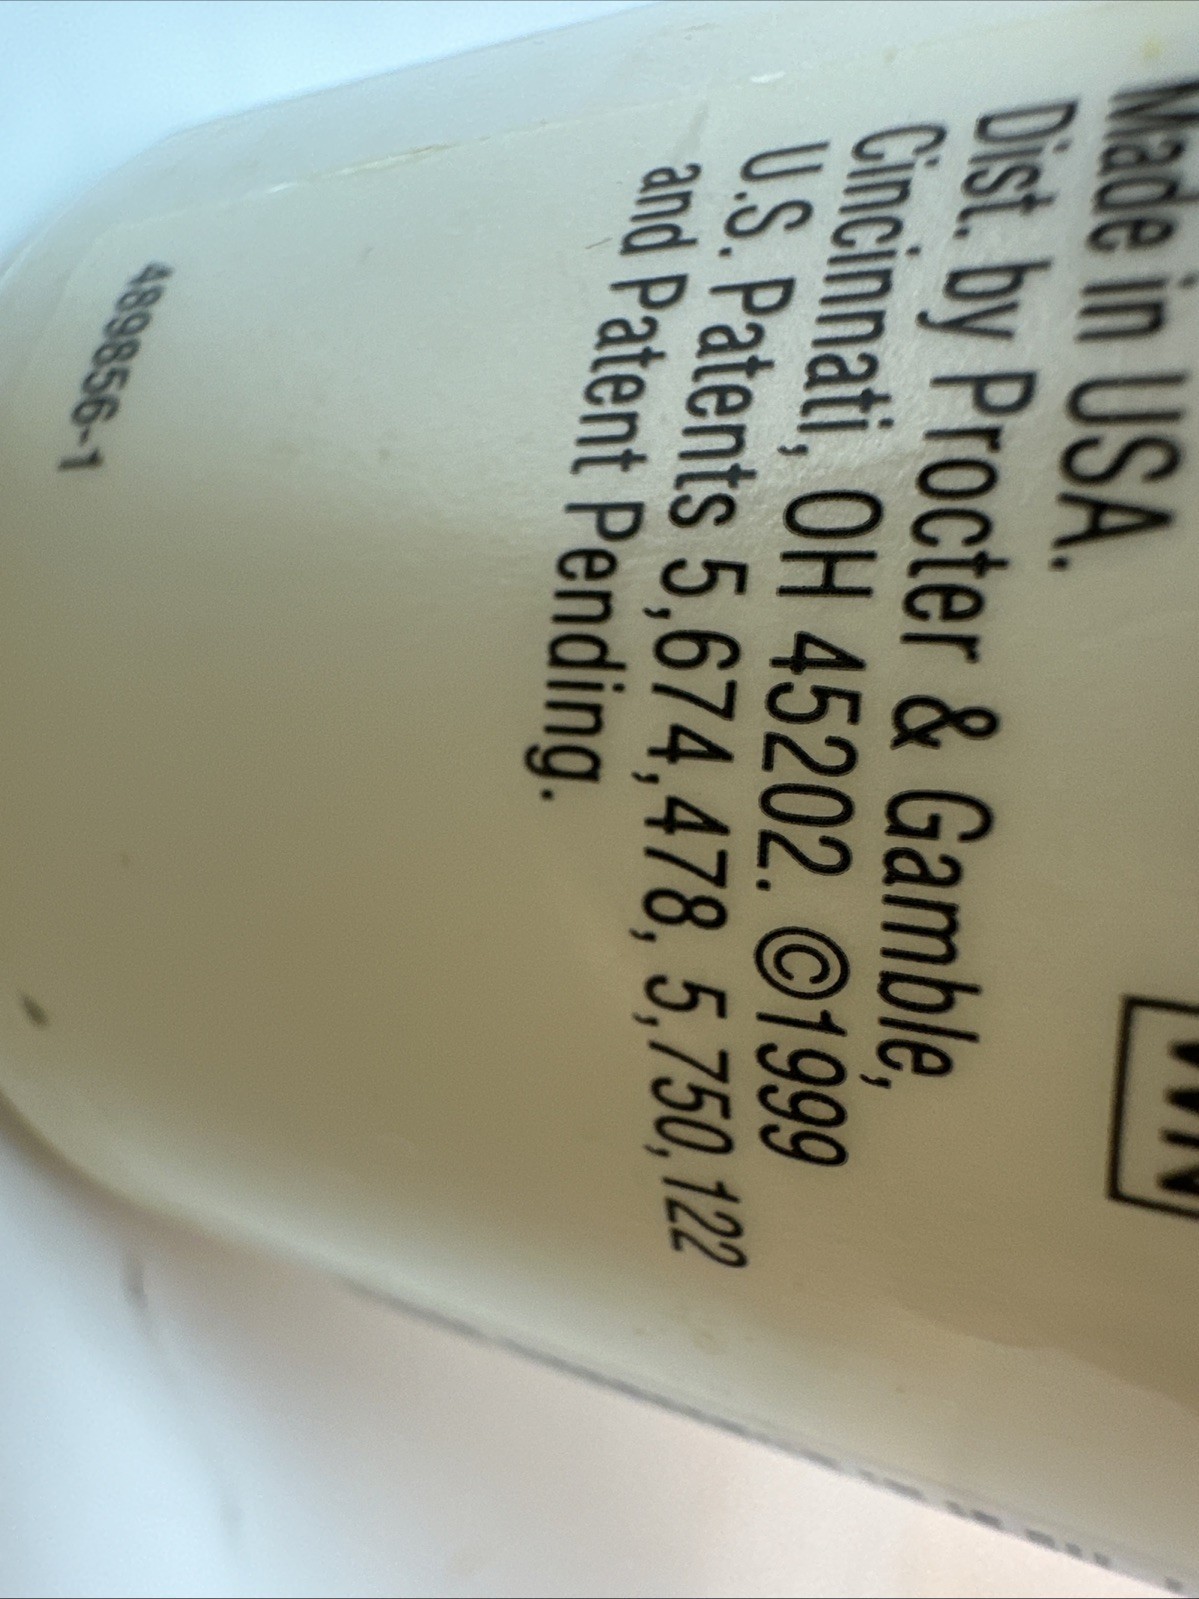 Made in USA.
Dist. by Procter & Gamble,
Cincinnati, OH 45202. ©1999
U.S. Patents 5,674,478, 5,750,122
and Patent Pending.
489856-1